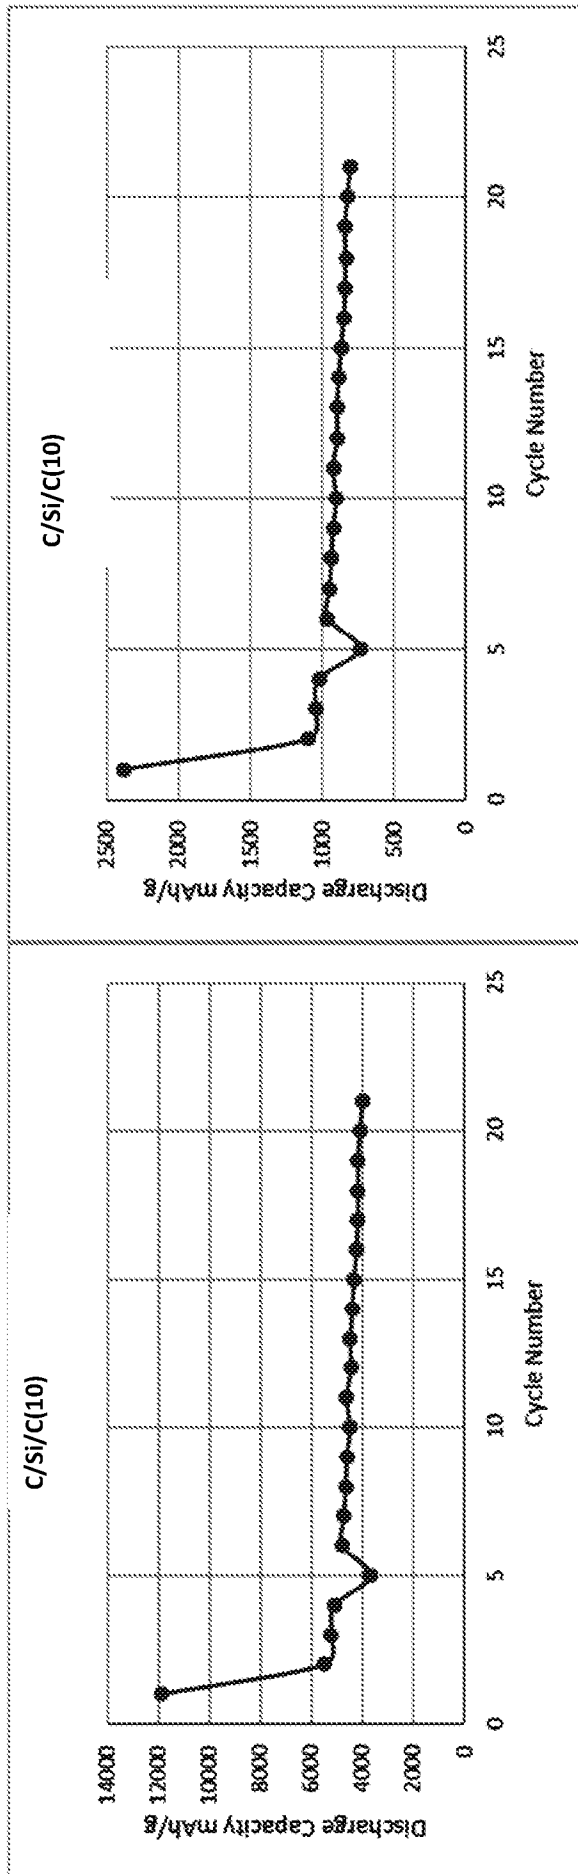 C/Si/C(10)
Discharge Capacity mAh/g
14000
12000
10000
8000
6000
4000
2000
0
0 5 10 15 20 25
Cycle Number
C/Si/C(10)
Discharge Capacity mAh/g
2500
2000
1500
1000
500
0
0 5 10 15 20 25
Cycle Number